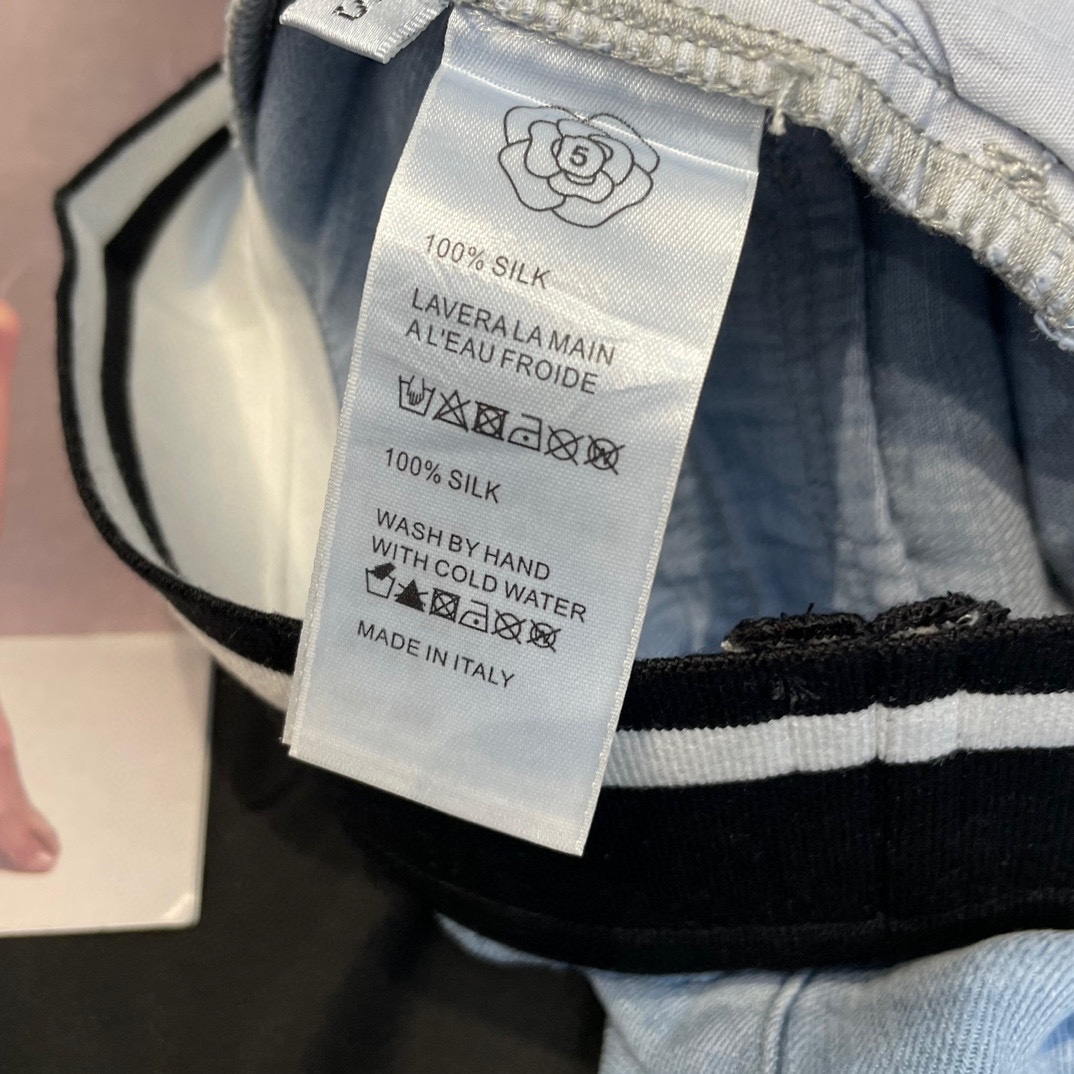 5
100% SILK
LAVERA LA MAIN
A L'EAU FROIDE
100% SILK
WASH BY HAND
WITH COLD WATER
MADE IN ITALY